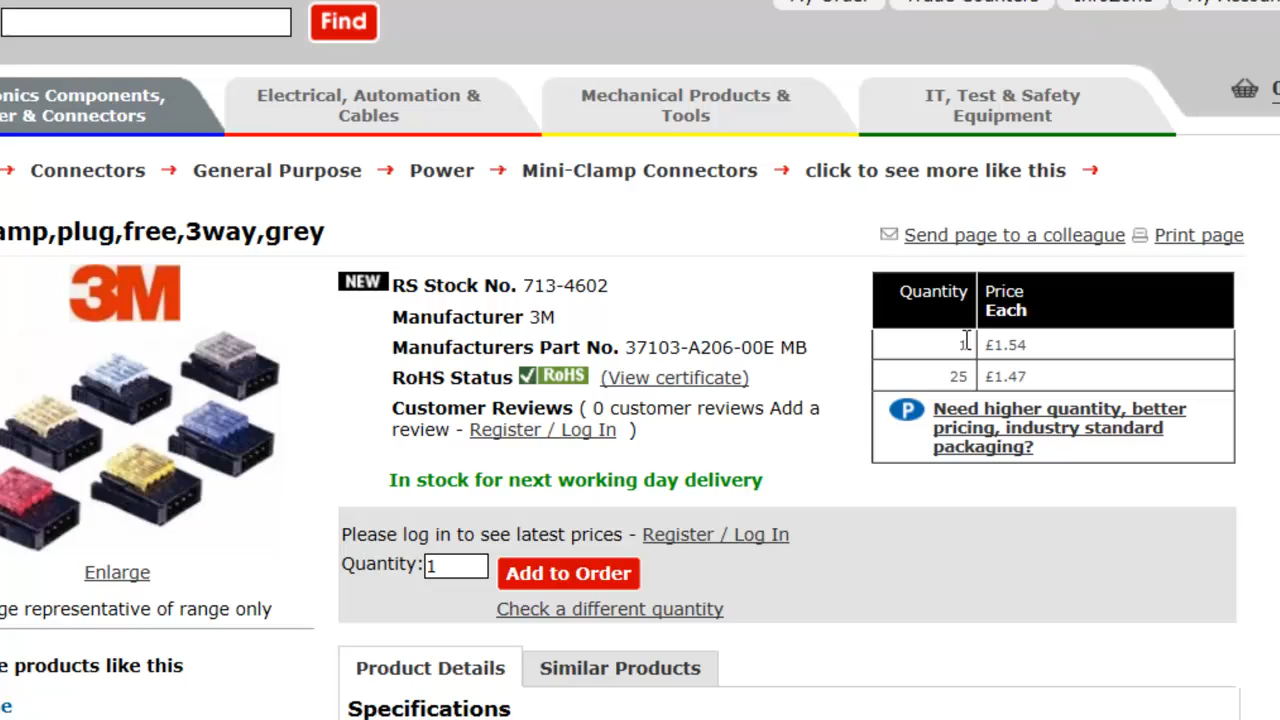 Find
onics Components,
er & Connectors
Electrical, Automation &
Cables
Mechanical Products &
Tools
IT, Test & Safety
Equipment
→ Connectors → General Purpose → Power → Mini-Clamp Connectors → click to see more like this →
amp,plug,free,3way,grey
Send page to a colleague
Print page
3M
NEW RS Stock No. 713-4602
Manufacturer 3M
Manufacturers Part No. 37103-A206-00E MB
RoHS Status RoHS (View certificate)
Customer Reviews ( 0 customer reviews Add a
review - Register / Log In )
In stock for next working day delivery
Quantity Price
Each
1 £1.54
25 £1.47
P Need higher quantity, better
pricing, industry standard
packaging?
Please log in to see latest prices - Register / Log In
Quantity: 1 Add to Order
Check a different quantity
Enlarge
ge representative of range only
e products like this
Product Details
Similar Products
Specifications